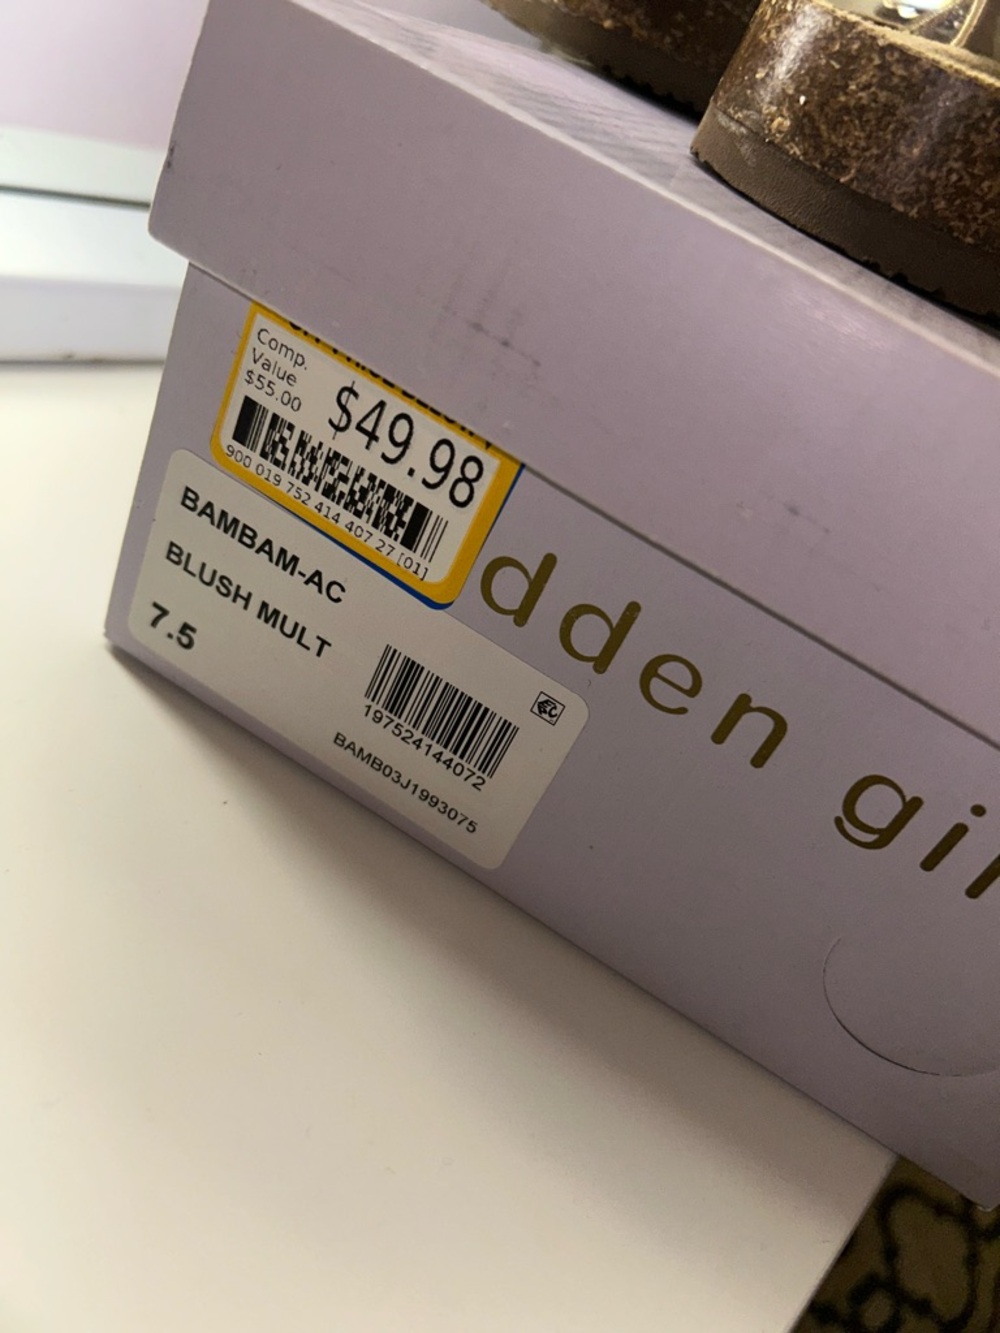 Comp.
Value
$55.00
$49.98
900 019 752 414 407 27 [01]
BAMBAM-AC
BLUSH MULT
7.5
197524144072
BAMB03J1993075
dden gi